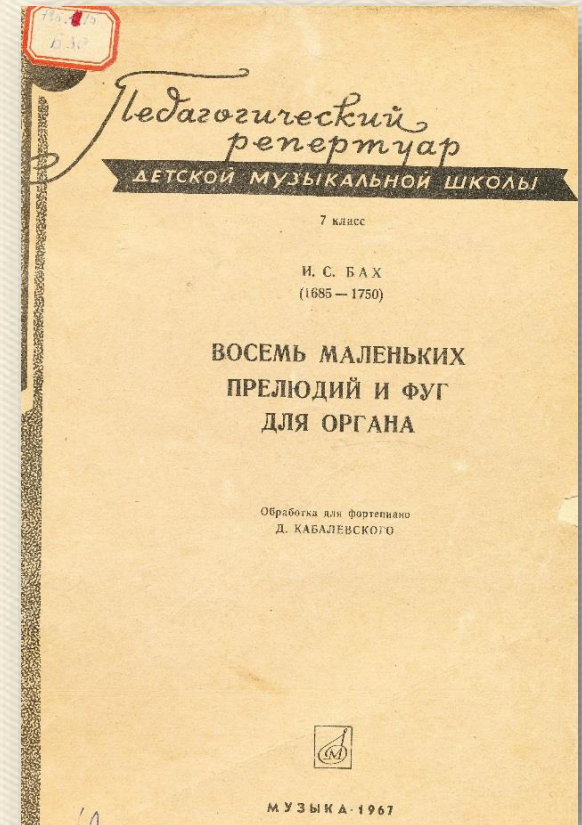 Педагогический
репертуар
ДЕТСКОЙ МУЗЫКАЛЬНОЙ ШКОЛЫ
7 класс
И. С. БАХ
(1685 — 1750)
ВОСЕМЬ МАЛЕНЬКИХ
ПРЕЛЮДИЙ И ФУГ
ДЛЯ ОРГАНА
Обработка для фортепиано
Д. КАБАЛЕВСКОГО
МУЗЫКА · 1967